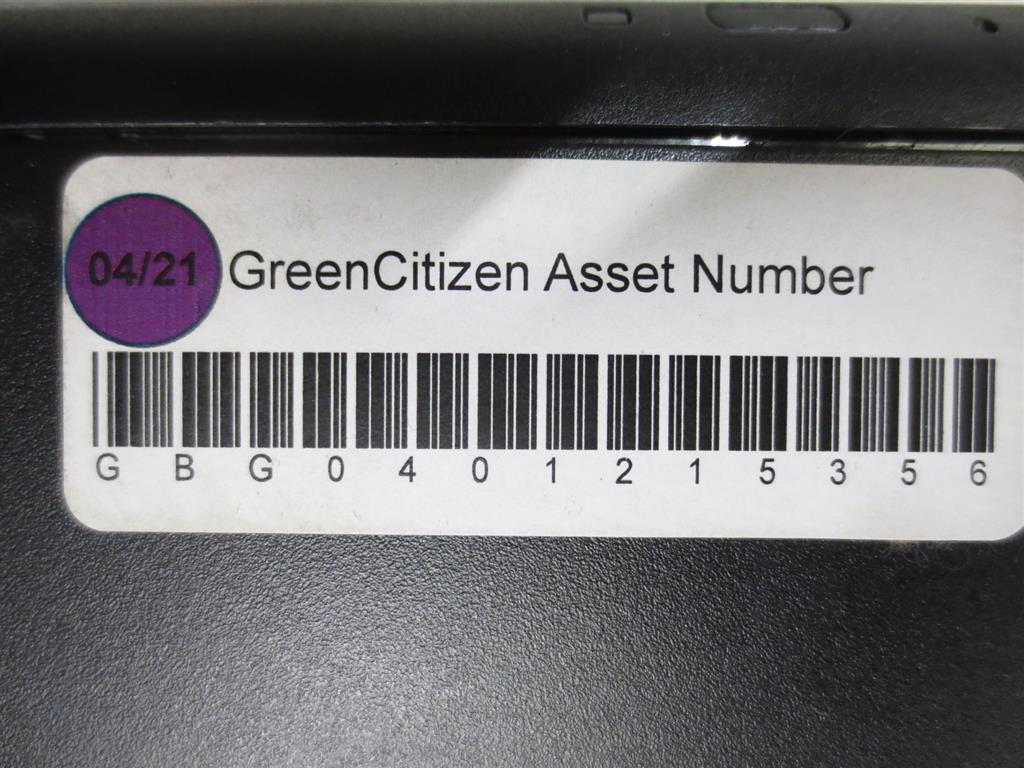 04/21 GreenCitizen Asset Number
G B G 0 4 0 1 2 1 5 3 5 6